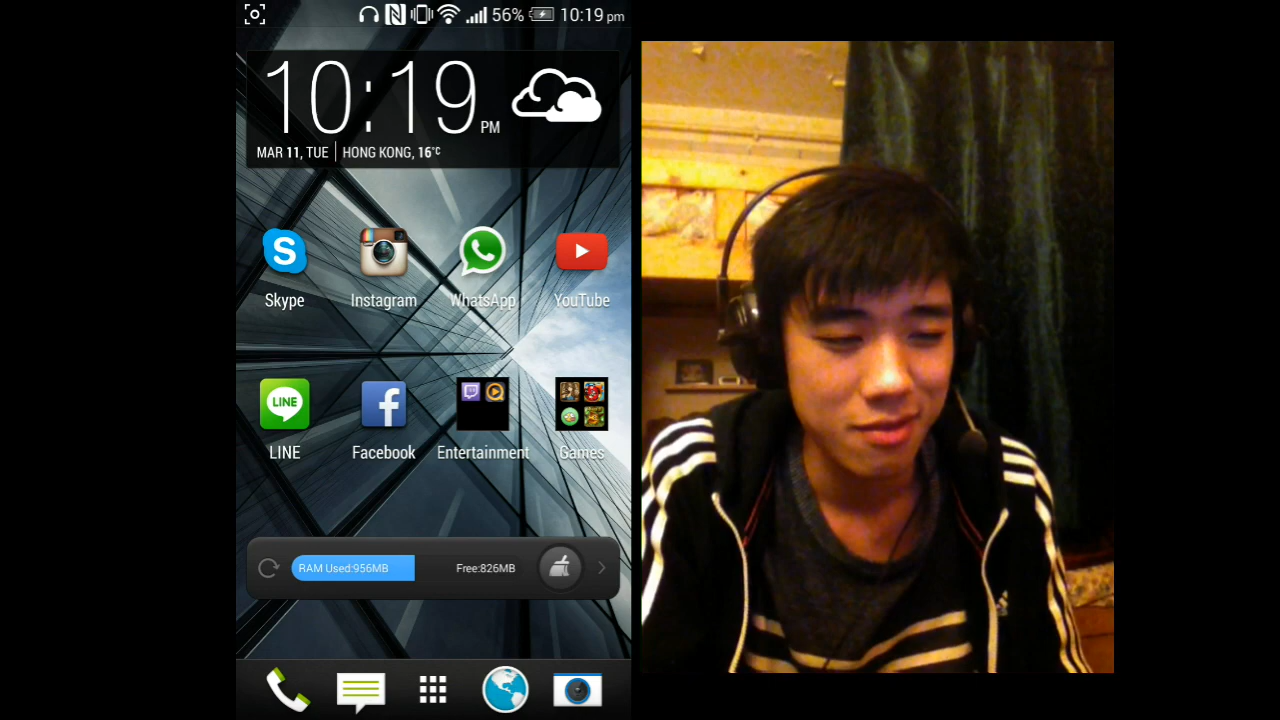 56% 10:19 pm
10:19 PM
MAR 11, TUE | HONG KONG, 16°C
S
Skype Instagram WhatsApp YouTube
LINE
f
LINE Facebook Entertainment Games
RAM Used:956MB Free:826MB